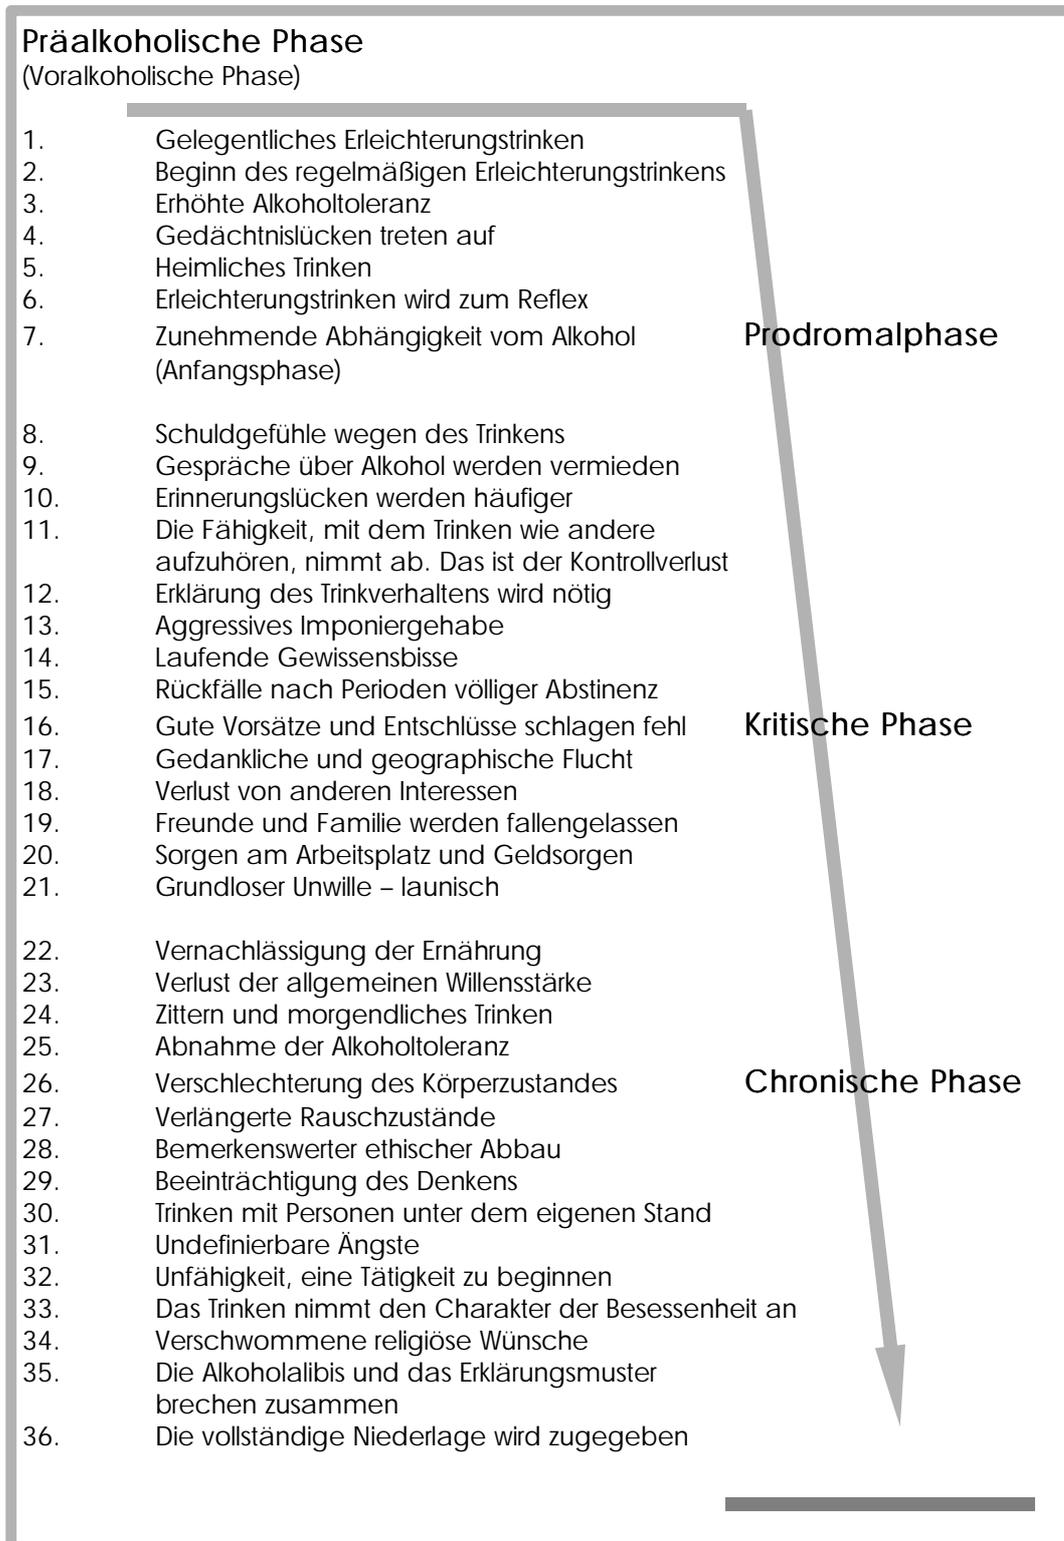 Präalkoholische Phase
(Voralkoholische Phase)
1. Gelegentliches Erleichterungstrinken
2. Beginn des regelmäßigen Erleichterungstrinkens
3. Erhöhte Alkoholtoleranz
4. Gedächtnislücken treten auf
5. Heimliches Trinken
6. Erleichterungstrinken wird zum Reflex
7. Zunehmende Abhängigkeit vom Alkohol Prodromalphase
(Anfangsphase)
8. Schuldgefühle wegen des Trinkens
9. Gespräche über Alkohol werden vermieden
10. Erinnerungslücken werden häufiger
11. Die Fähigkeit, mit dem Trinken wie andere
aufzuhören, nimmt ab. Das ist der Kontrollverlust
12. Erklärung des Trinkverhaltens wird nötig
13. Aggressives Imponiergehabe
14. Laufende Gewissensbisse
15. Rückfälle nach Perioden völliger Abstinenz
16. Gute Vorsätze und Entschlüsse schlagen fehl Kritische Phase
17. Gedankliche und geographische Flucht
18. Verlust von anderen Interessen
19. Freunde und Familie werden fallengelassen
20. Sorgen am Arbeitsplatz und Geldsorgen
21. Grundloser Unwille – launisch
22. Vernachlässigung der Ernährung
23. Verlust der allgemeinen Willensstärke
24. Zittern und morgendliches Trinken
25. Abnahme der Alkoholtoleranz
26. Verschlechterung des Körperzustandes Chronische Phase
27. Verlängerte Rauschzustände
28. Bemerkenswerter ethischer Abbau
29. Beeinträchtigung des Denkens
30. Trinken mit Personen unter dem eigenen Stand
31. Undefinierbare Ängste
32. Unfähigkeit, eine Tätigkeit zu beginnen
33. Das Trinken nimmt den Charakter der Besessenheit an
34. Verschwommene religiöse Wünsche
35. Die Alkoholalibis und das Erklärungsmuster
brechen zusammen
36. Die vollständige Niederlage wird zugegeben